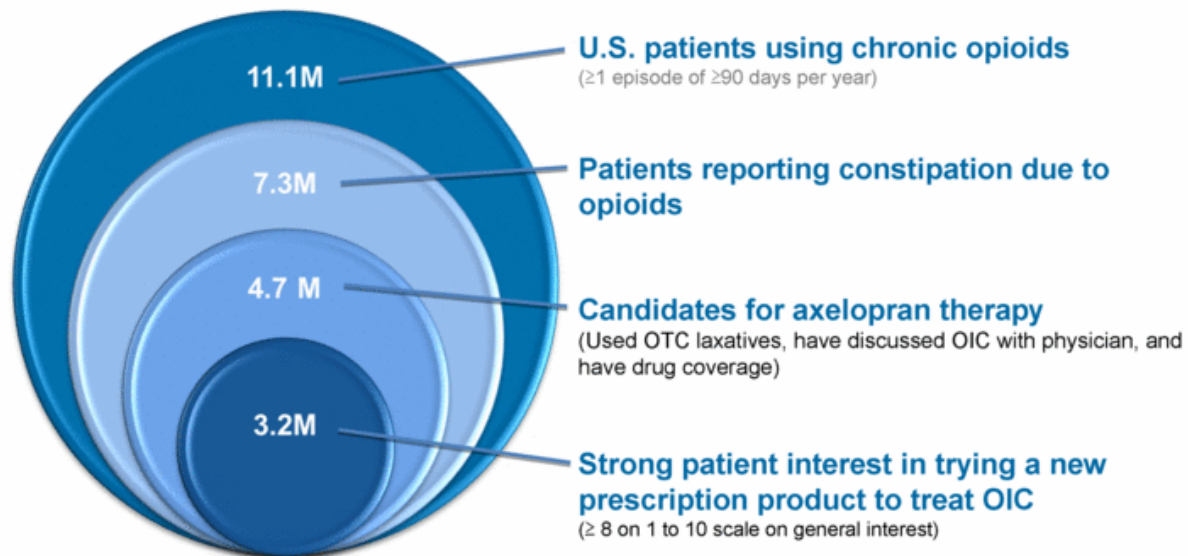 11.1M
U.S. patients using chronic opioids
(≥1 episode of ≥90 days per year)
7.3M
Patients reporting constipation due to
opioids
4.7 M
Candidates for axelopran therapy
(Used OTC laxatives, have discussed OIC with physician, and
have drug coverage)
3.2M
Strong patient interest in trying a new
prescription product to treat OIC
(≥ 8 on 1 to 10 scale on general interest)